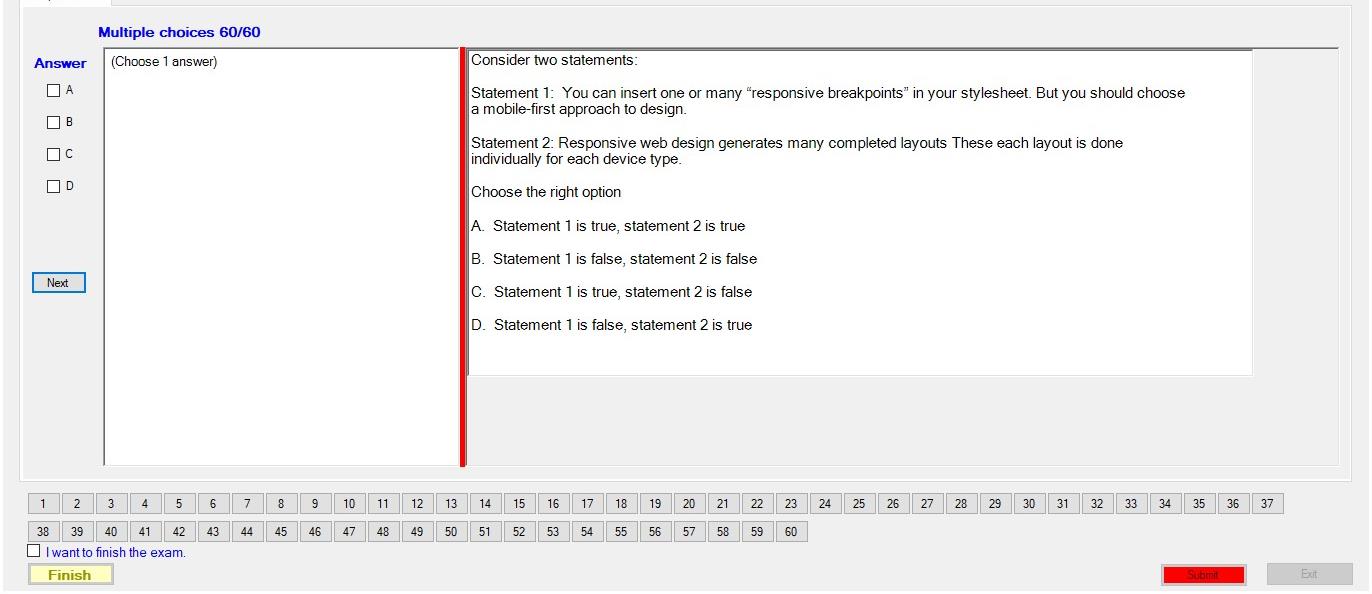 Multiple choices 60/60
Answer
A
B
C
D
Next
(Choose 1 answer)
Consider two statements:
Statement 1:  You can insert one or many “responsive breakpoints” in your stylesheet. But you should choose
a mobile-first approach to design.
Statement 2: Responsive web design generates many completed layouts These each layout is done
individually for each device type.
Choose the right option
A.  Statement 1 is true, statement 2 is true
B.  Statement 1 is false, statement 2 is false
C.  Statement 1 is true, statement 2 is false
D.  Statement 1 is false, statement 2 is true
1 2 3 4 5 6 7 8 9 10 11 12 13 14 15 16 17 18 19 20 21 22 23 24 25 26 27 28 29 30 31 32 33 34 35 36 37
38 39 40 41 42 43 44 45 46 47 48 49 50 51 52 53 54 55 56 57 58 59 60
I want to finish the exam.
Finish
Submit
Exit